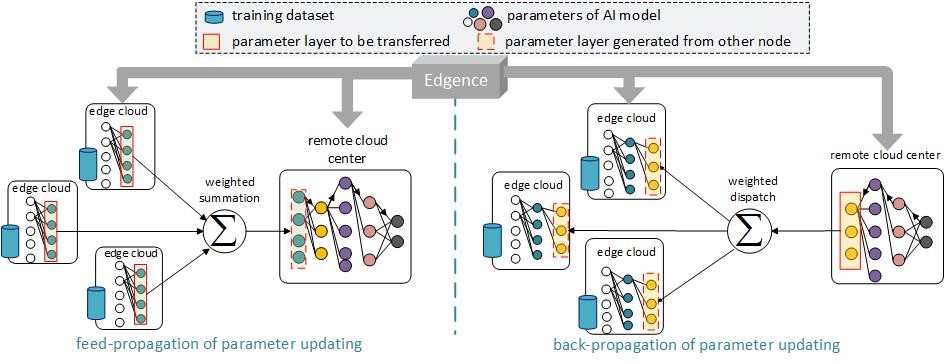 training dataset
parameters of AI model
parameter layer to be transferred
parameter layer generated from other node
Edgence
edge cloud
edge cloud
edge cloud
weighted
summation
Σ
remote cloud
center
feed-propagation of parameter updating
edge cloud
edge cloud
edge cloud
weighted
dispatch
Σ
remote cloud center
back-propagation of parameter updating